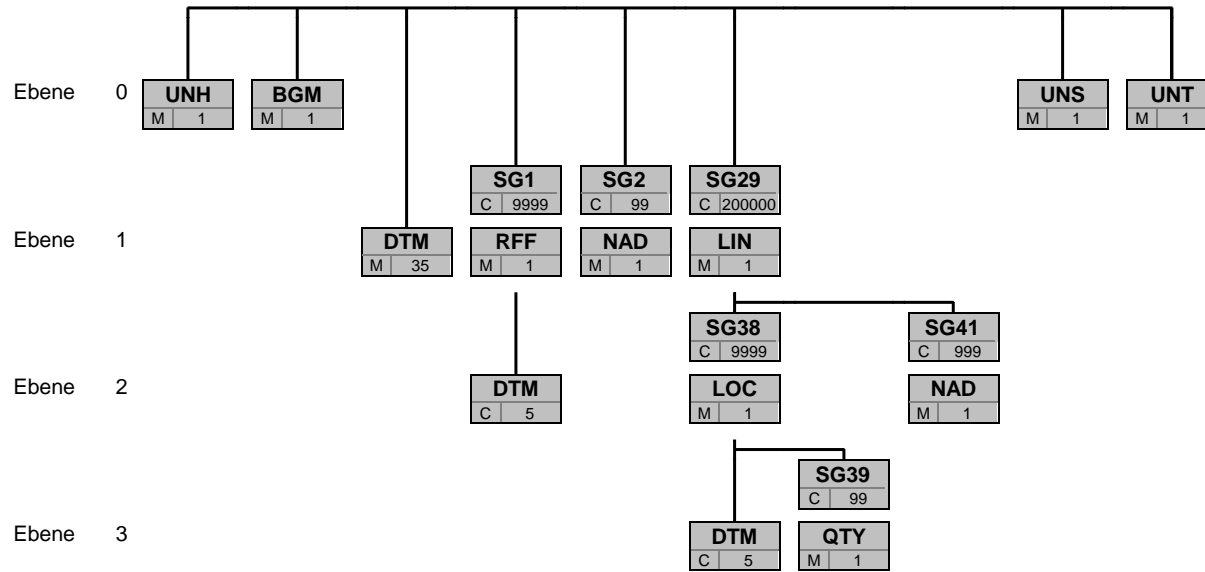 Ebene 0 UNH BGM UNS UNT
M 1 M 1 M 1 M 1
SG1 SG2 SG29
C 9999 C 99 C 200000
Ebene 1 DTM RFF NAD LIN
M 35 M 1 M 1 M 1
SG38 SG41
C 9999 C 999
Ebene 2 DTM LOC NAD
C 5 M 1 M 1
SG39
C 99
Ebene 3 DTM QTY
C 5 M 1